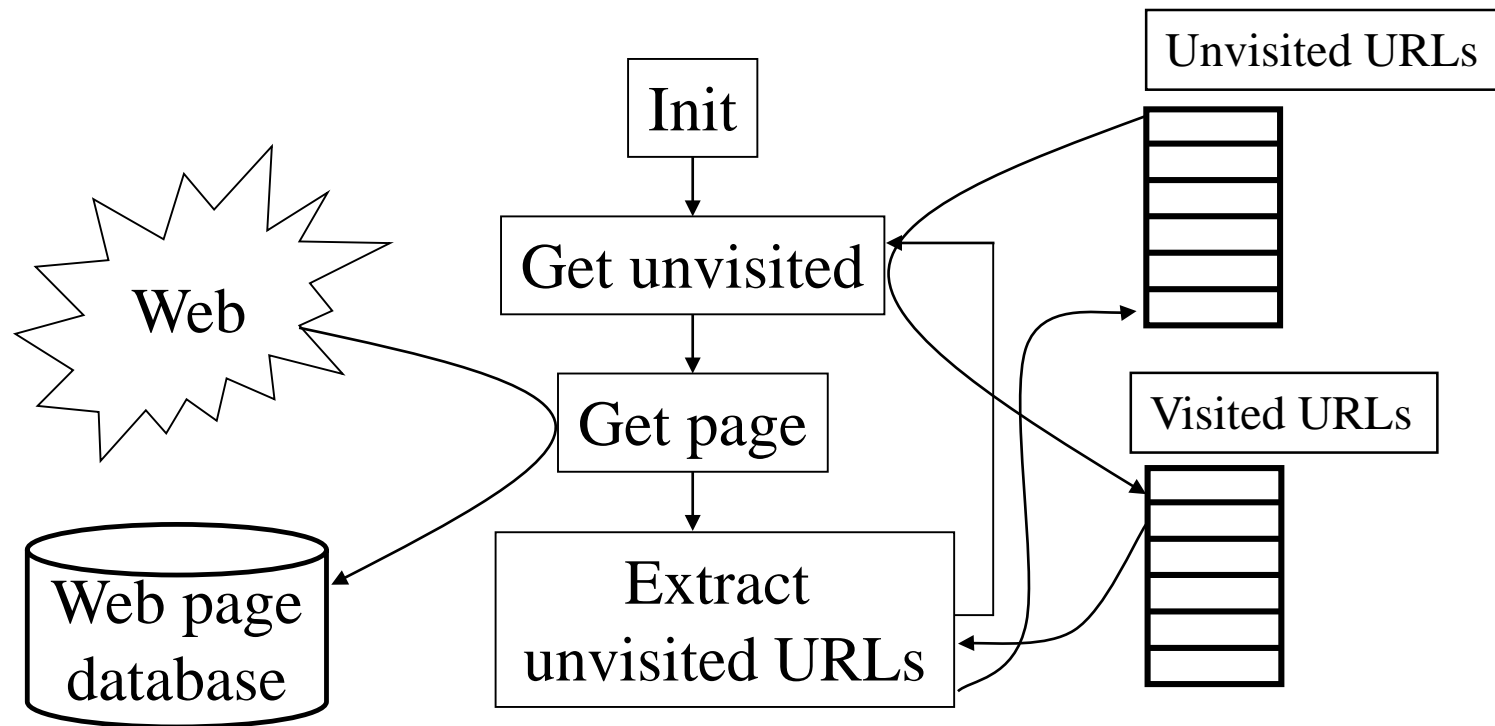 Unvisited URLs
Init
Get unvisited
Web
Get page
Visited URLs
Extract
unvisited URLs
Web page
database